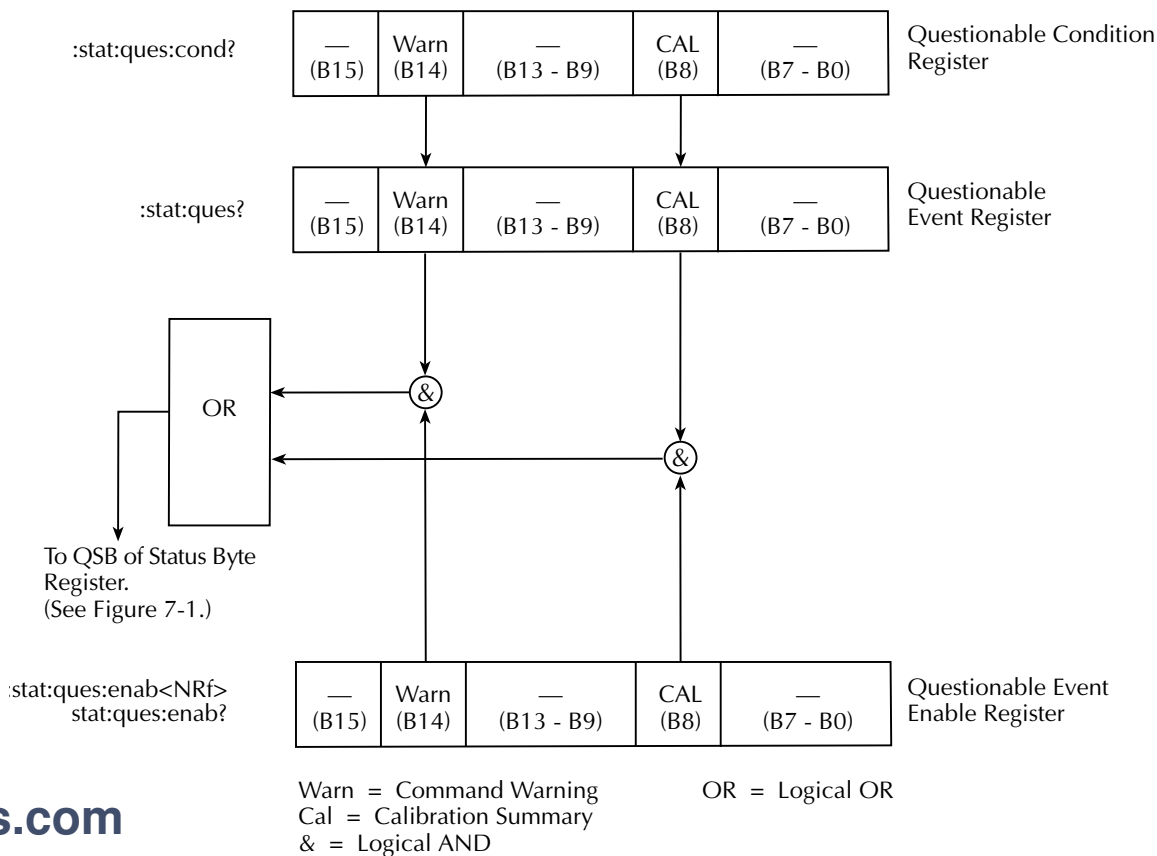 :stat:ques:cond?
—
(B15)
Warn
(B14)
—
(B13 - B9)
CAL
(B8)
—
(B7 - B0)
Questionable Condition
Register
:stat:ques?
—
(B15)
Warn
(B14)
—
(B13 - B9)
CAL
(B8)
—
(B7 - B0)
Questionable
Event Register
&
OR
&
To QSB of Status Byte
Register.
(See Figure 7-1.)
:stat:ques:enab<NRf>
stat:ques:enab?
—
(B15)
Warn
(B14)
—
(B13 - B9)
CAL
(B8)
—
(B7 - B0)
Questionable Event
Enable Register
Warn = Command Warning
Cal = Calibration Summary
& = Logical AND
OR = Logical OR
s.com